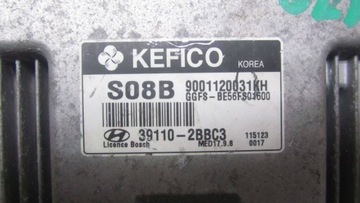 KEFICO
KOREA
S08B
9001120031KH
GGFS-BE56FS01600
39110-2BBC3
Licence Bosch
MED17.9.8
115123
0017